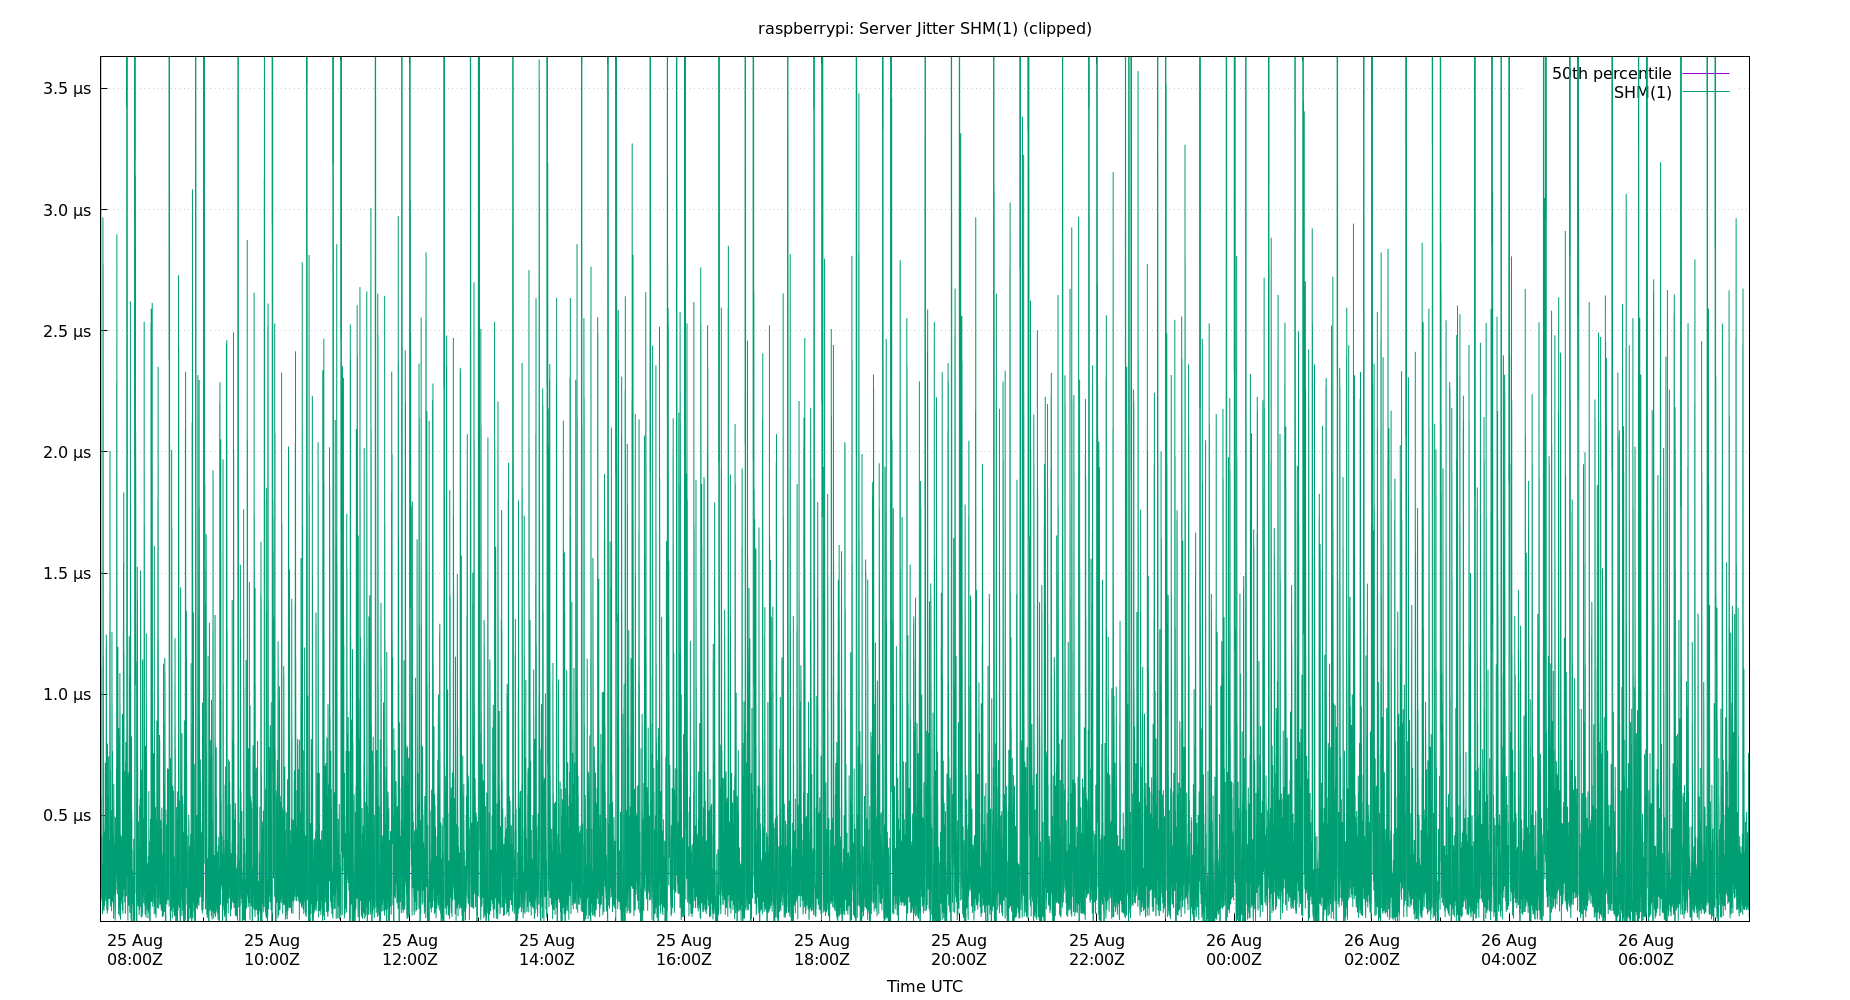 raspberrypi: Server Jitter SHM(1) (clipped)
50th percentile
SHM(1)
3.5 µs
3.0 µs
2.5 µs
2.0 µs
1.5 µs
1.0 µs
0.5 µs
25 Aug 25 Aug 25 Aug 25 Aug 25 Aug 25 Aug 25 Aug 25 Aug 26 Aug 26 Aug 26 Aug 26 Aug
08:00Z 10:00Z 12:00Z 14:00Z 16:00Z 18:00Z 20:00Z 22:00Z 00:00Z 02:00Z 04:00Z 06:00Z
Time UTC